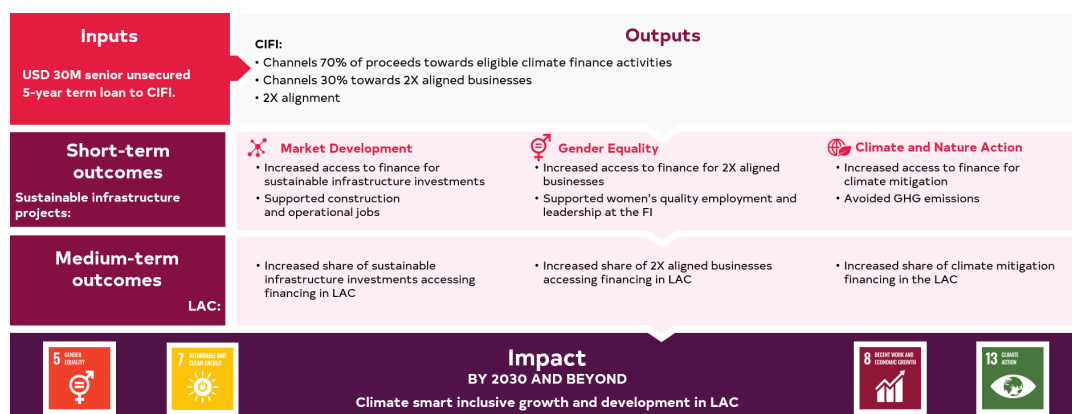 Inputs
USD 30M senior unsecured
5-year term loan to CIFI.
Outputs
CIFI:
• Channels 70% of proceeds towards eligible climate finance activities
• Channels 30% towards 2X aligned businesses
• 2X alignment
Short-term
outcomes
Sustainable infrastructure
projects:
Market Development
• Increased access to finance for
sustainable infrastructure investments
• Supported construction
and operational jobs
Gender Equality
• Increased access to finance for 2X aligned
businesses
• Supported women's quality employment and
leadership at the FI
Climate and Nature Action
• Increased access to finance for
climate mitigation
• Avoided GHG emissions
Medium-term
outcomes
LAC:
• Increased share of sustainable
infrastructure investments accessing
financing in LAC
• Increased share of 2X aligned businesses
accessing financing in LAC
• Increased share of climate mitigation
financing in the LAC
5 GENDER
EQUALITY
7 AFFORDABLE AND
CLEAN ENERGY
Impact
BY 2030 AND BEYOND
Climate smart inclusive growth and development in LAC
8 DECENT WORK AND
ECONOMIC GROWTH
13 CLIMATE
ACTION